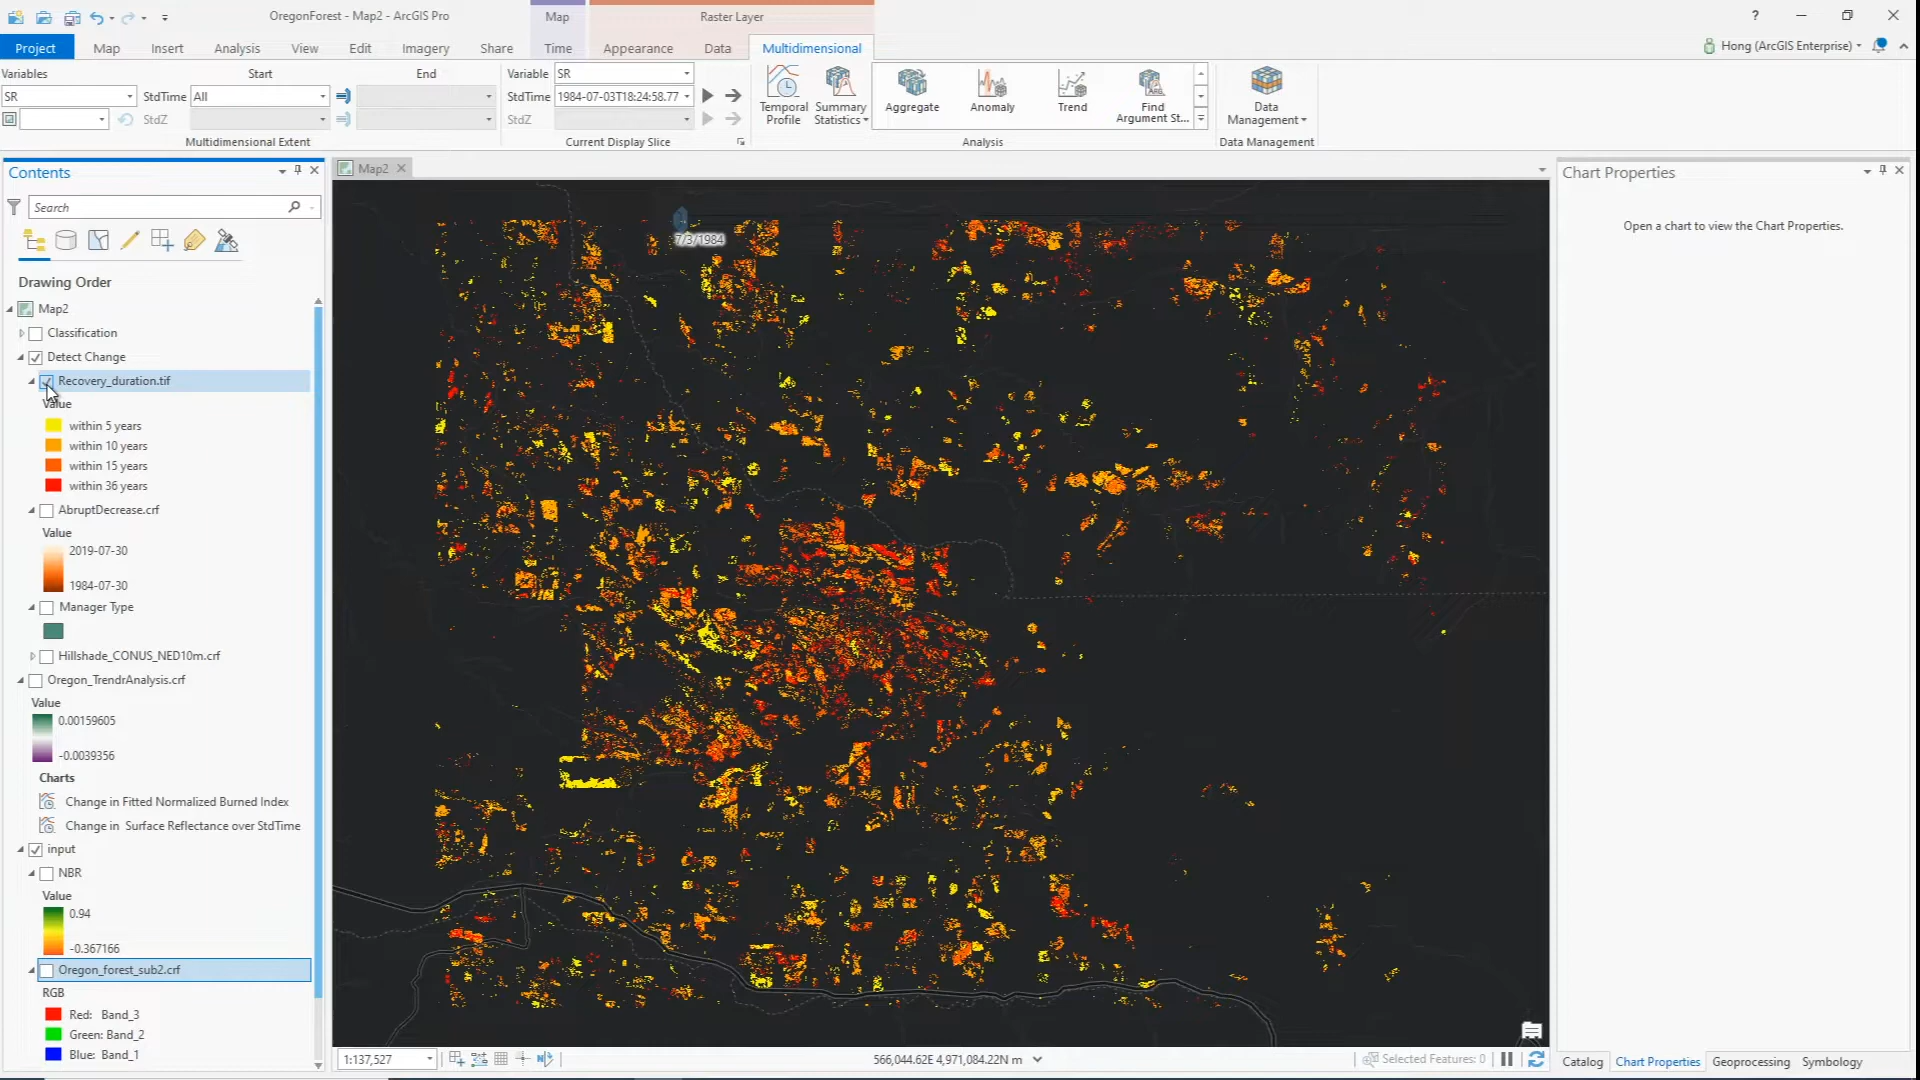 OregonForest - Map2 - ArcGIS Pro
Map
Raster Layer
?
Project
Map
Insert
Analysis
View
Edit
Imagery
Share
Time
Appearance
Data
Multidimensional
Hong (ArcGIS Enterprise)
Variables
Start
End
SR
StdTime
All
StdZ
Multidimensional Extent
Variable
SR
StdTime
1984-07-03T18:24:58.77
StdZ
Current Display Slice
Temporal
Profile
Summary
Statistics
Aggregate
Anomaly
Trend
Find
Argument St...
Analysis
Data
Management
Data Management
Contents
Search
Drawing Order
Map2
Classification
Detect Change
Recovery_duration.tif
Value
within 5 years
within 10 years
within 15 years
within 36 years
AbruptDecrease.crf
Value
2019-07-30
1984-07-30
Manager Type
Hillshade_CONUS_NED10m.crf
Oregon_TrendrAnalysis.crf
Value
0.00159605
-0.0039356
Charts
Change in Fitted Normalized Burned Index
Change in Surface Reflectance over StdTime
input
NBR
Value
0.94
-0.367166
Oregon_forest_sub2.crf
RGB
Red: Band_3
Green: Band_2
Blue: Band_1
Map2
7/3/1984
1:137,527
566,044.62E 4,971,084.22N m
Selected Features: 0
Chart Properties
Open a chart to view the Chart Properties.
Catalog
Chart Properties
Geoprocessing
Symbology